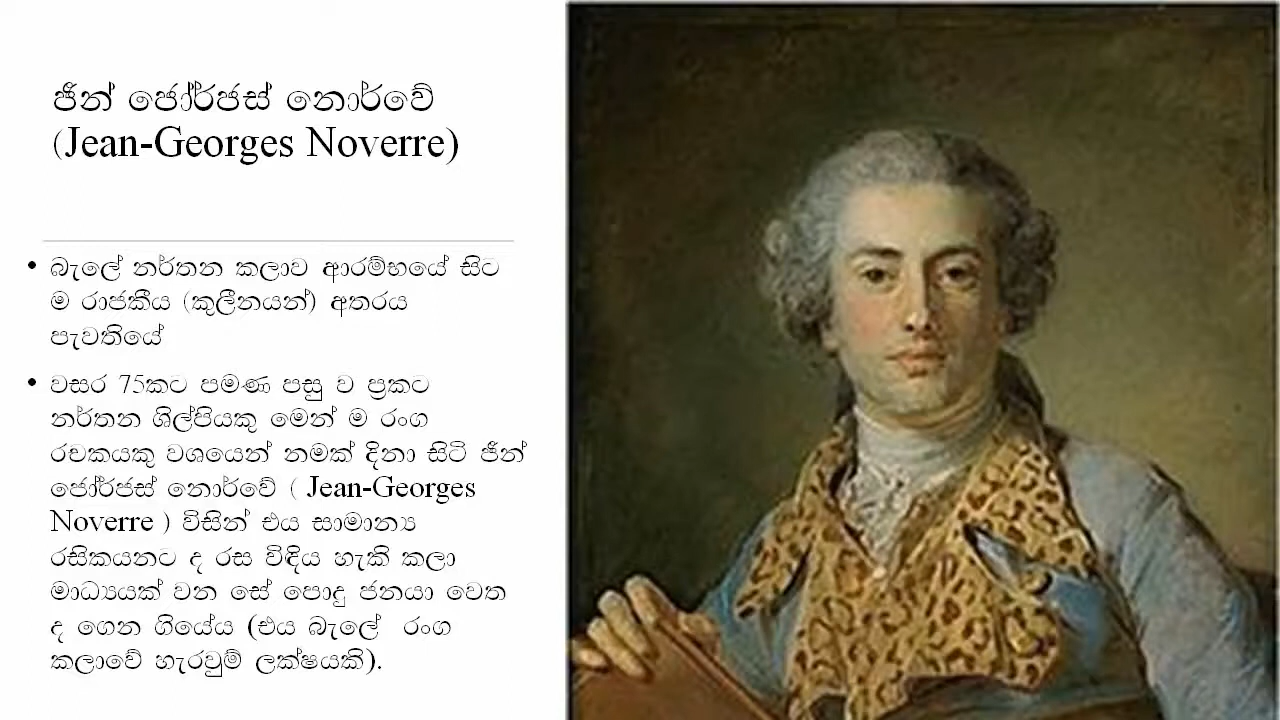 ජීන් ජෝර්ජස් නොර්වේ
(Jean-Georges Noverre)
• බැලේ නර්තන කලාව ආරම්භයේ සිට
ම රාජකීය (කුලීනයන්) අතරය
පැවතියේ
• වසර 75කට පමණ පසු ව ප්‍රකට
නර්තන ශිල්පියකු මෙන් ම රංග
රචකයකු වශයෙන් නමක් දිනා සිටි ජීන්
ජෝර්ජස් නොර්වේ ( Jean-Georges
Noverre ) විසින් එය සාමාන්‍ය
රසිකයනට ද රස විඳිය හැකි කලා
මාධ්‍යයක් වන සේ පොදු ජනයා වෙත
ද ගෙන ගියේය (එය බැලේ රංග
කලාවේ හැරවුම් ලක්ෂයකි).